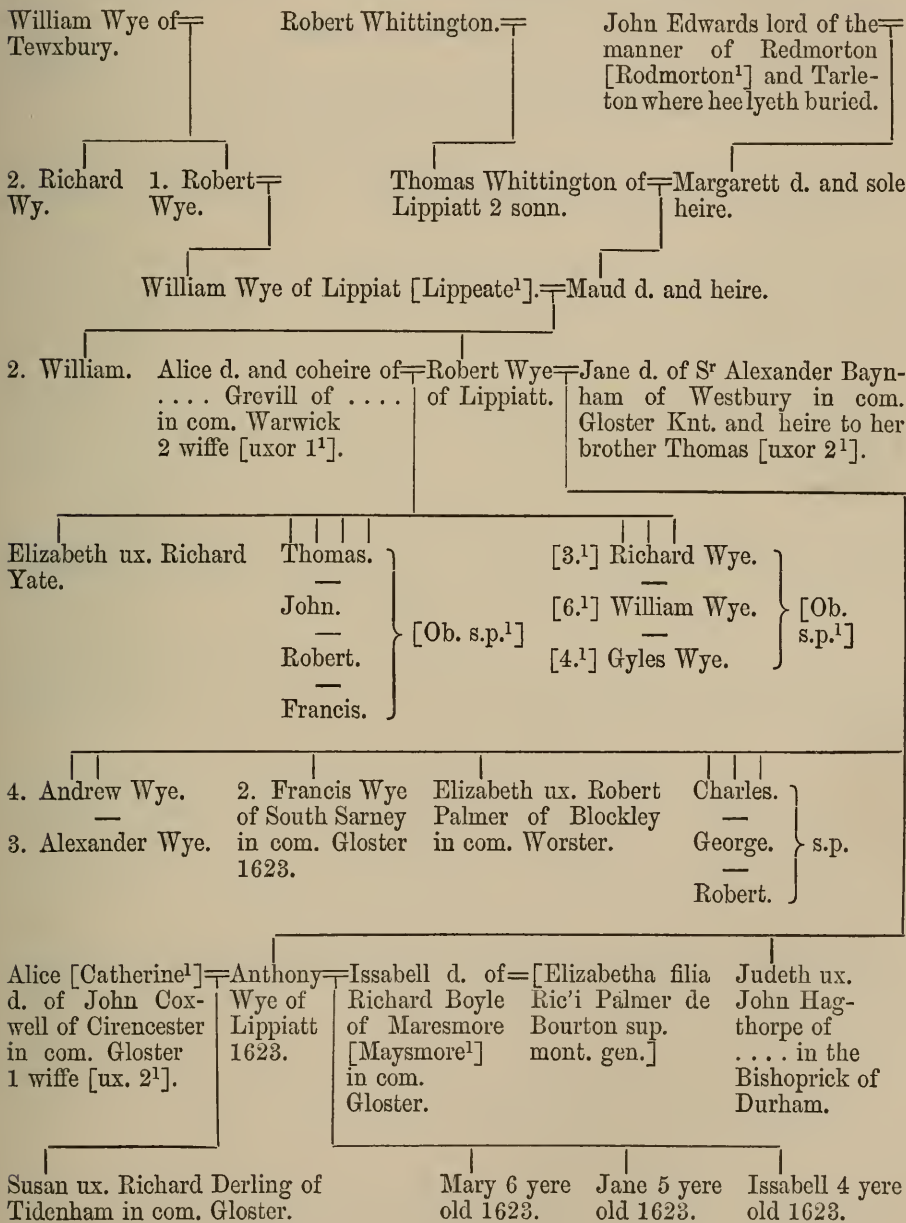 William Wye of
Tewxbury.
Robert Whittington.
John Edwards lord of the
manner of Redmorton
[Rodmorton¹] and Tarle-
ton where hee lyeth buried.
2. Richard
Wy.
1. Robert
Wye.
Thomas Whittington of
Lippiatt 2 sonn.
Margarett d. and sole
heire.
William Wye of Lippiat [Lippeate¹].
Maud d. and heire.
2. William.
Alice d. and coheire of
. . . . Grevill of . . . .
in com. Warwick
2 wiffe [uxor 1¹].
Robert Wye
of Lippiatt.
Jane d. of Sʳ Alexander Bayn-
ham of Westbury in com.
Gloster Knt. and heire to her
brother Thomas [uxor 2¹].
Elizabeth ux. Richard
Yate.
Thomas.
—
John.
—
Robert.
—
Francis.
[Ob. s.p.¹]
[3.¹] Richard Wye.
—
[6.¹] William Wye.
—
[4.¹] Gyles Wye.
[Ob.
s.p.¹]
4. Andrew Wye.
—
3. Alexander Wye.
2. Francis Wye
of South Sarney
in com. Gloster
1623.
Elizabeth ux. Robert
Palmer of Blockley
in com. Worster.
Charles.
—
George.
—
Robert.
s.p.
Alice [Catherine¹]
d. of John Cox-
well of Cirencester
in com. Gloster
1 wiffe [ux. 2¹].
Anthony
Wye of
Lippiatt
1623.
Issabell d. of
Richard Boyle
of Maresmore
[Maysmore¹]
in com.
Gloster.
[Elizabetha filia
Ric'i Palmer de
Bourton sup.
mont. gen.]
Judeth ux.
John Hag-
thorpe of
. . . . in the
Bishoprick of
Durham.
Susan ux. Richard Derling of
Tidenham in com. Gloster.
Mary 6 yere
old 1623.
Jane 5 yere
old 1623.
Issabell 4 yere
old 1623.